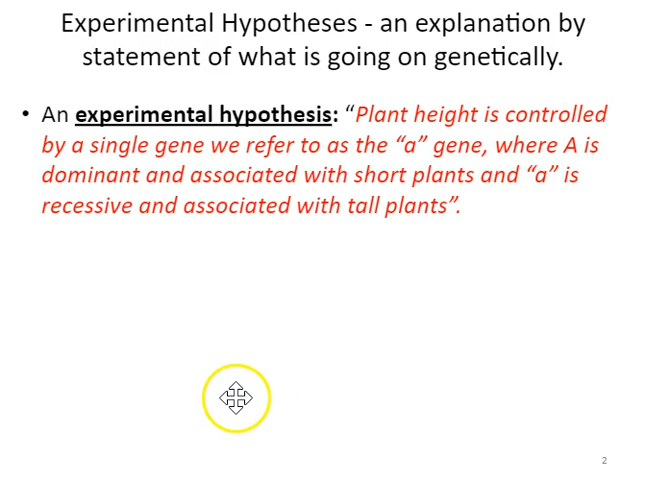 Experimental Hypotheses - an explanation by
statement of what is going on genetically.
• An experimental hypothesis: “Plant height is controlled
by a single gene we refer to as the “a” gene, where A is
dominant and associated with short plants and “a” is
recessive and associated with tall plants”.
2